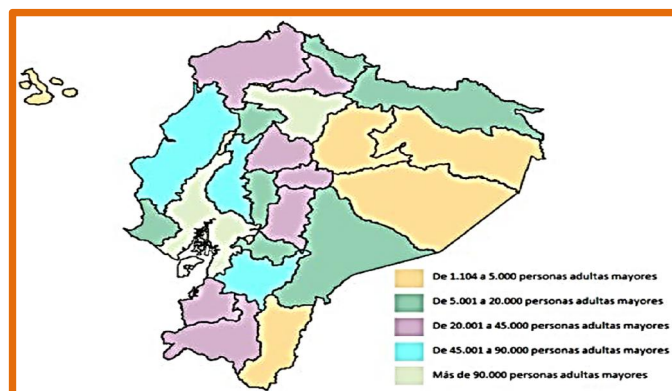 De 1.104 a 5.000 personas adultas mayores
De 5.001 a 20.000 personas adultas mayores
De 20.001 a 45.000 personas adultas mayores
De 45.001 a 90.000 personas adultas mayores
Más de 90.000 personas adultas mayores